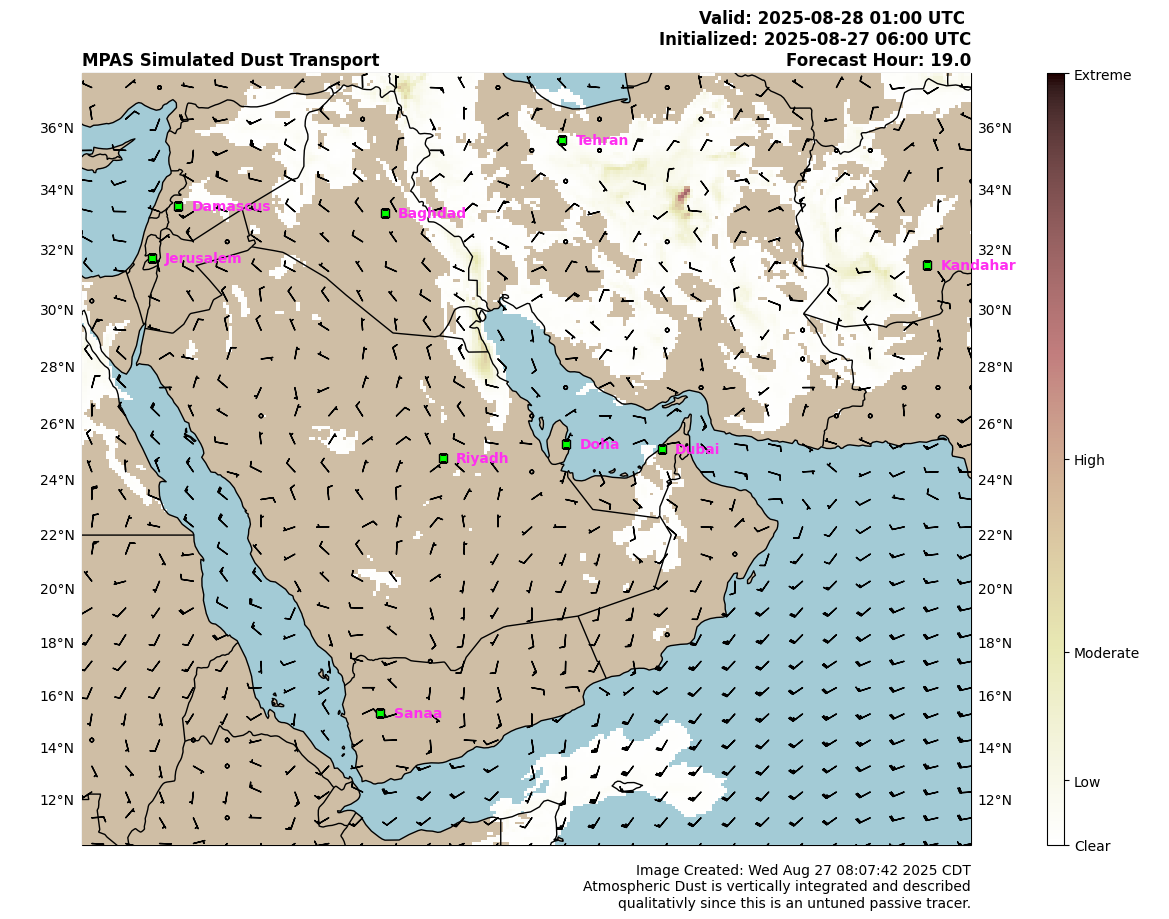 Valid: 2025-08-28 01:00 UTC
Initialized: 2025-08-27 06:00 UTC
MPAS Simulated Dust Transport Forecast Hour: 19.0
Extreme
36°N Tehran 36°N
34°N Damascus Baghdad 34°N
32°N Jerusalem 32°N Kandahar
30°N 30°N
28°N 28°N
26°N Doha Dubai 26°N
High
Riyadh
24°N 24°N
22°N 22°N
20°N 20°N
18°N 18°N
Moderate
16°N Sanaa 16°N
14°N 14°N
Low
12°N 12°N
Clear
Image Created: Wed Aug 27 08:07:42 2025 CDT
Atmospheric Dust is vertically integrated and described
qualitativly since this is an untuned passive tracer.